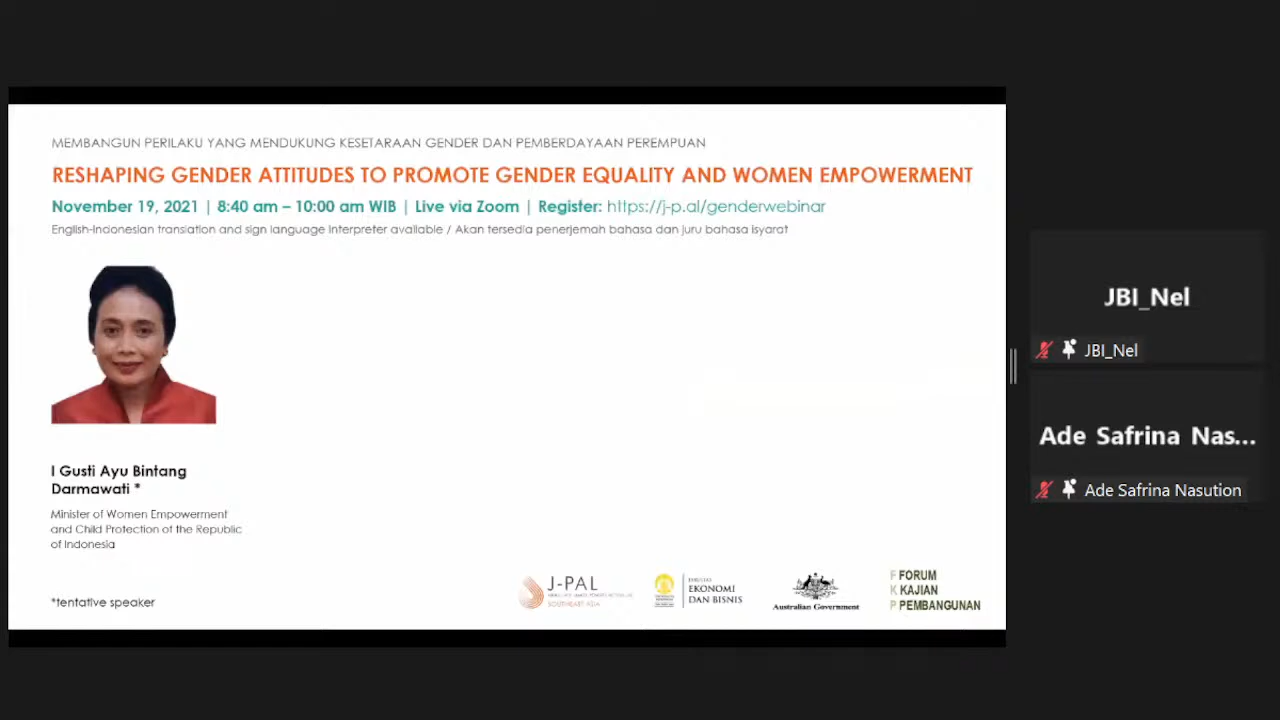 MEMBANGUN PERILAKU YANG MENDUKUNG KESETARAAN GENDER DAN PEMBERDAYAAN PEREMPUAN
RESHAPING GENDER ATTITUDES TO PROMOTE GENDER EQUALITY AND WOMEN EMPOWERMENT
November 19, 2021 | 8:40 am – 10:00 am WIB | Live via Zoom | Register: https://j-p.al/genderwebinar
English-Indonesian translation and sign language interpreter available / Akan tersedia penerjemah bahasa dan juru bahasa isyarat
I Gusti Ayu Bintang
Darmawati *
Minister of Women Empowerment
and Child Protection of the Republic
of Indonesia
*tentative speaker
J-PAL
SOUTHEAST ASIA
FAKULTAS
EKONOMI
DAN BISNIS
Australian Government
F FORUM
K KAJIAN
P PEMBANGUNAN
JBI_Nel
JBI_Nel
Ade Safrina Nas...
Ade Safrina Nasution